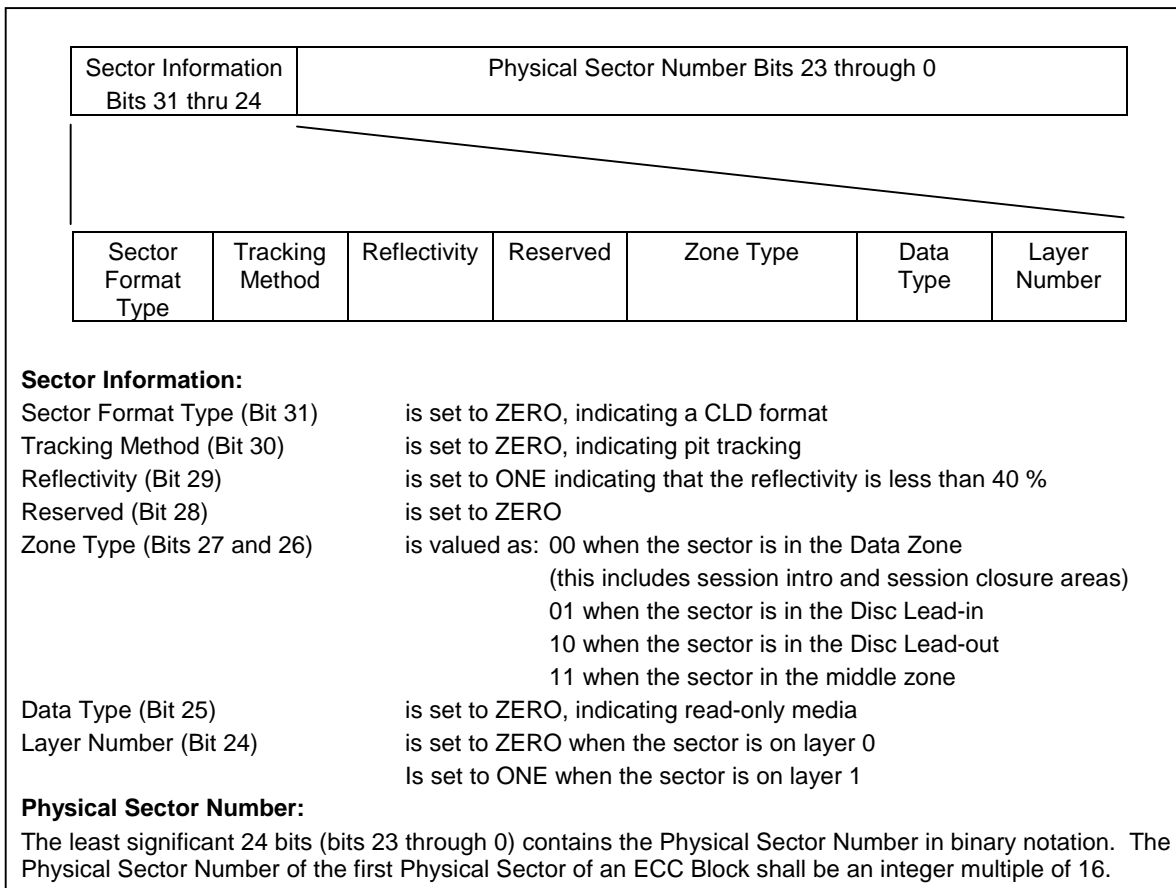 Sector Information
Bits 31 thru 24
Physical Sector Number Bits 23 through 0
Sector
Format
Type
Tracking
Method
Reflectivity
Reserved
Zone Type
Data
Type
Layer
Number
Sector Information:
Sector Format Type (Bit 31) is set to ZERO, indicating a CLD format
Tracking Method (Bit 30) is set to ZERO, indicating pit tracking
Reflectivity (Bit 29) is set to ONE indicating that the reflectivity is less than 40 %
Reserved (Bit 28) is set to ZERO
Zone Type (Bits 27 and 26) is valued as: 00 when the sector is in the Data Zone
(this includes session intro and session closure areas)
01 when the sector is in the Disc Lead-in
10 when the sector is in the Disc Lead-out
11 when the sector in the middle zone
Data Type (Bit 25) is set to ZERO, indicating read-only media
Layer Number (Bit 24) is set to ZERO when the sector is on layer 0
Is set to ONE when the sector is on layer 1
Physical Sector Number:
The least significant 24 bits (bits 23 through 0) contains the Physical Sector Number in binary notation. The
Physical Sector Number of the first Physical Sector of an ECC Block shall be an integer multiple of 16.